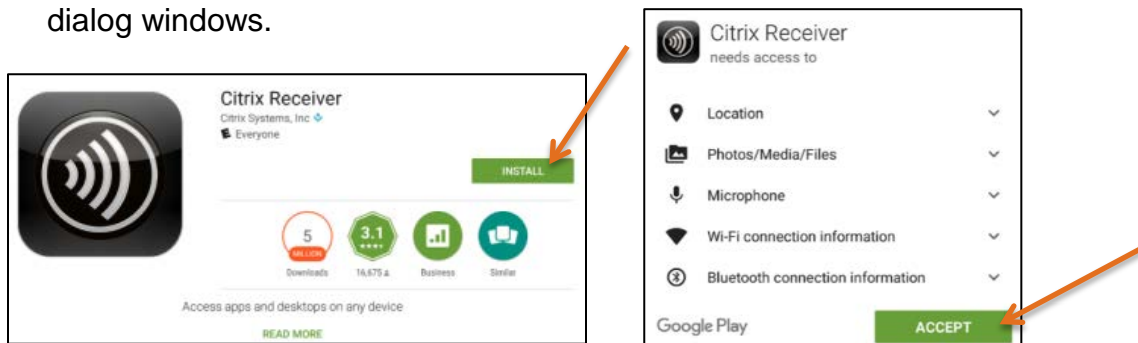 dialog windows.
Citrix Receiver
Citrix Systems, Inc
Everyone
INSTALL
5
MILLION
Downloads
3.1
16,675
Business
Similar
Access apps and desktops on any device
READ MORE
Citrix Receiver
needs access to
Location
Photos/Media/Files
Microphone
Wi-Fi connection information
Bluetooth connection information
Google Play
ACCEPT